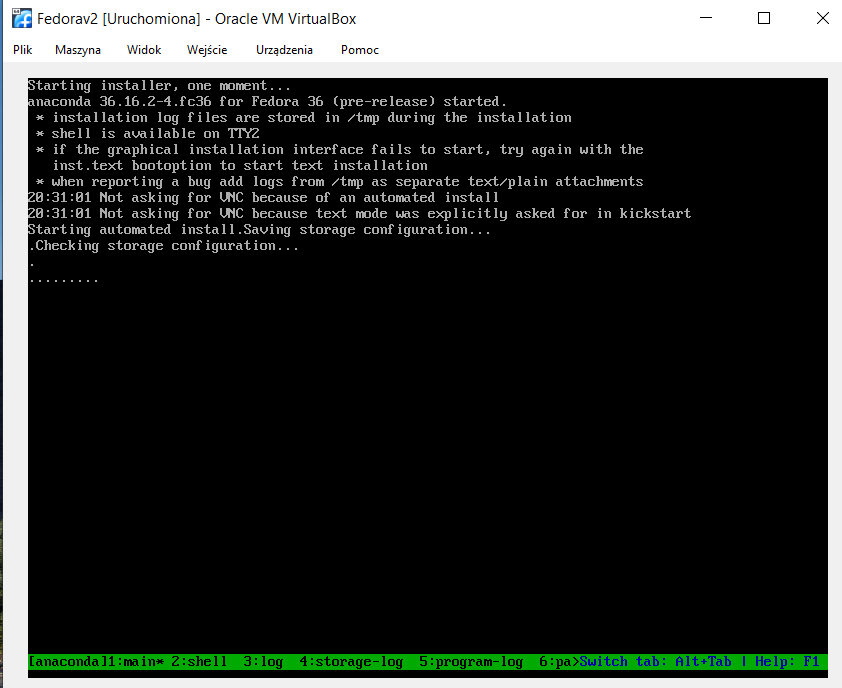 Fedorav2 [Uruchomiona] - Oracle VM VirtualBox
Plik Maszyna Widok Wejście Urządzenia Pomoc
Starting installer, one moment...
anaconda 36.16.2-4.fc36 for Fedora 36 (pre-release) started.
* installation log files are stored in /tmp during the installation
* shell is available on TTY2
* if the graphical installation interface fails to start, try again with the
inst.text bootoption to start text installation
* when reporting a bug add logs from /tmp as separate text/plain attachments
20:31:01 Not asking for VNC because of an automated install
20:31:01 Not asking for VNC because text mode was explicitly asked for in kickstart
Starting automated install.Saving storage configuration...
.Checking storage configuration...
.
.........
[anaconda]1:main* 2:shell  3:log  4:storage-log  5:program-log  6:pa>Switch tab: Alt+Tab | Help: F1